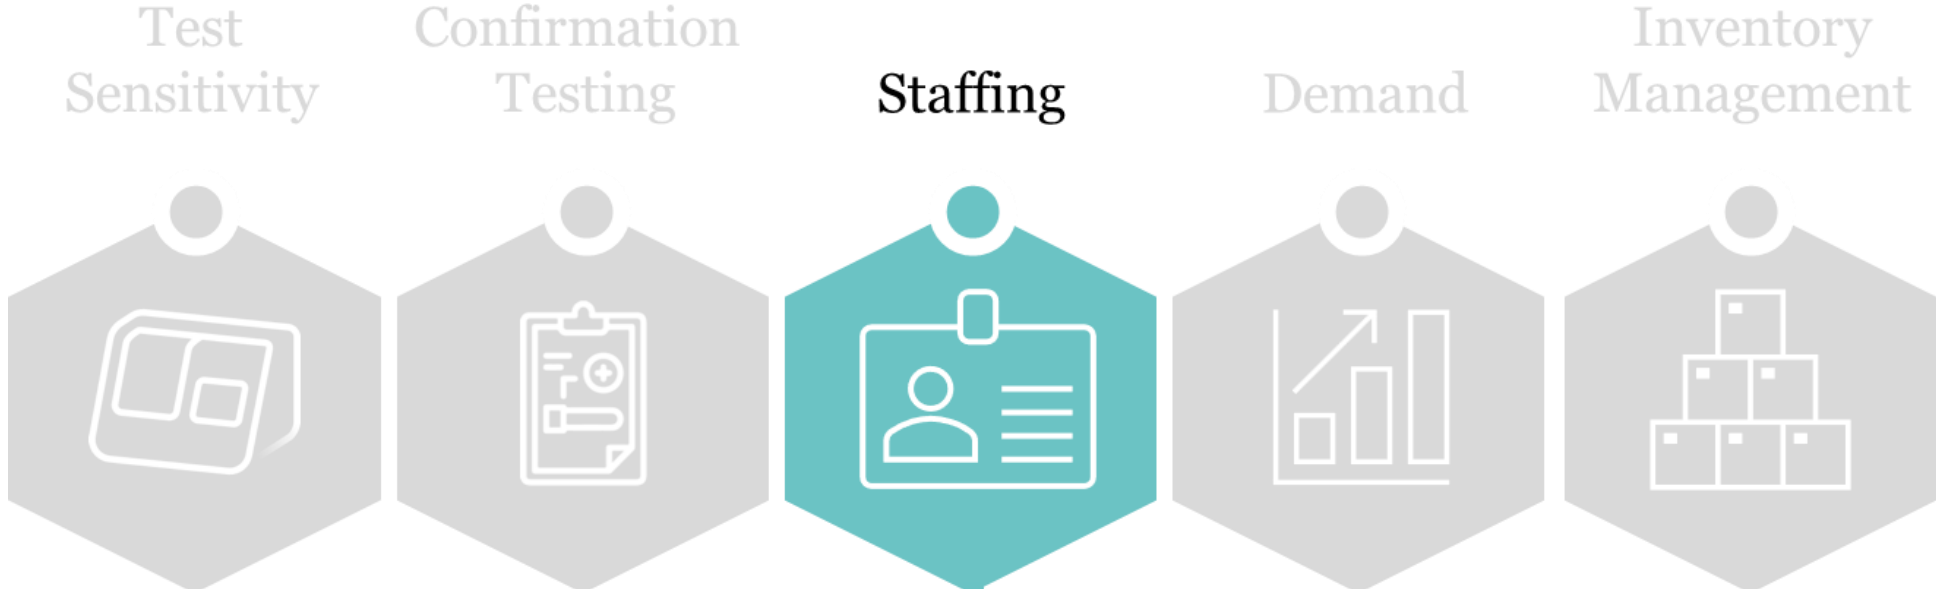 Test
Sensitivity
Confirmation
Testing
Staffing
Demand
Inventory
Management